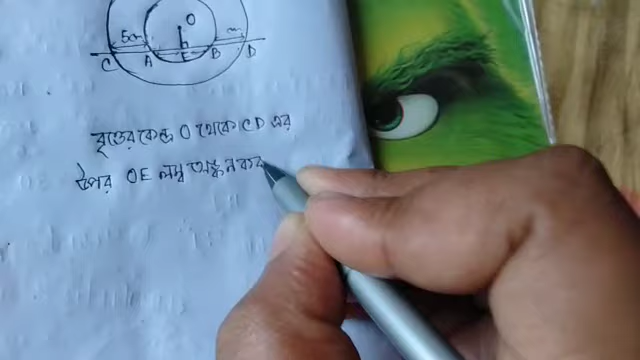 O
5cm
m
C A E B D
বৃত্তের কেন্দ্র O থেকে CD এর
উপর OE লম্ব অঙ্কন কর